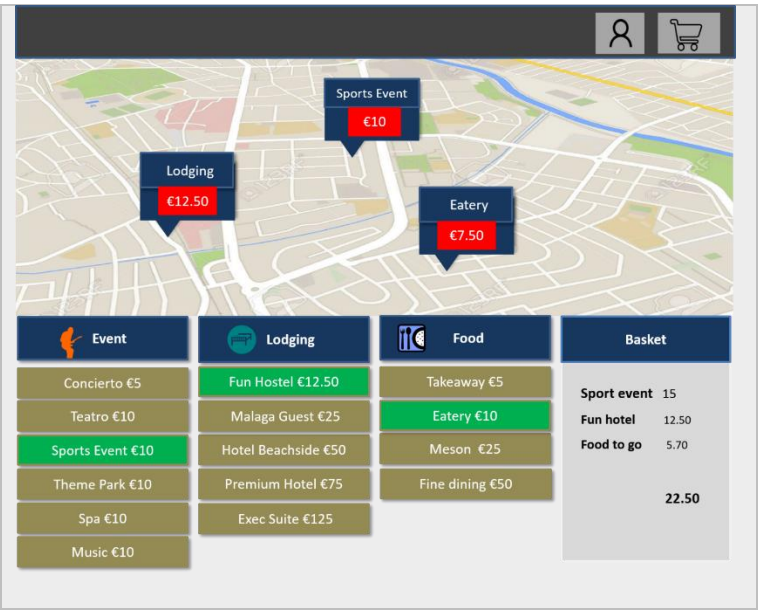 Sports Event
€10
Lodging
€12.50
Eatery
€7.50
Event
Lodging
Food
Basket
Concierto €5
Teatro €10
Sports Event €10
Theme Park €10
Spa €10
Music €10
Fun Hostel €12.50
Malaga Guest €25
Hotel Beachside €50
Premium Hotel €75
Exec Suite €125
Takeaway €5
Eatery €10
Meson €25
Fine dining €50
Sport event 15
Fun hotel 12.50
Food to go 5.70
22.50